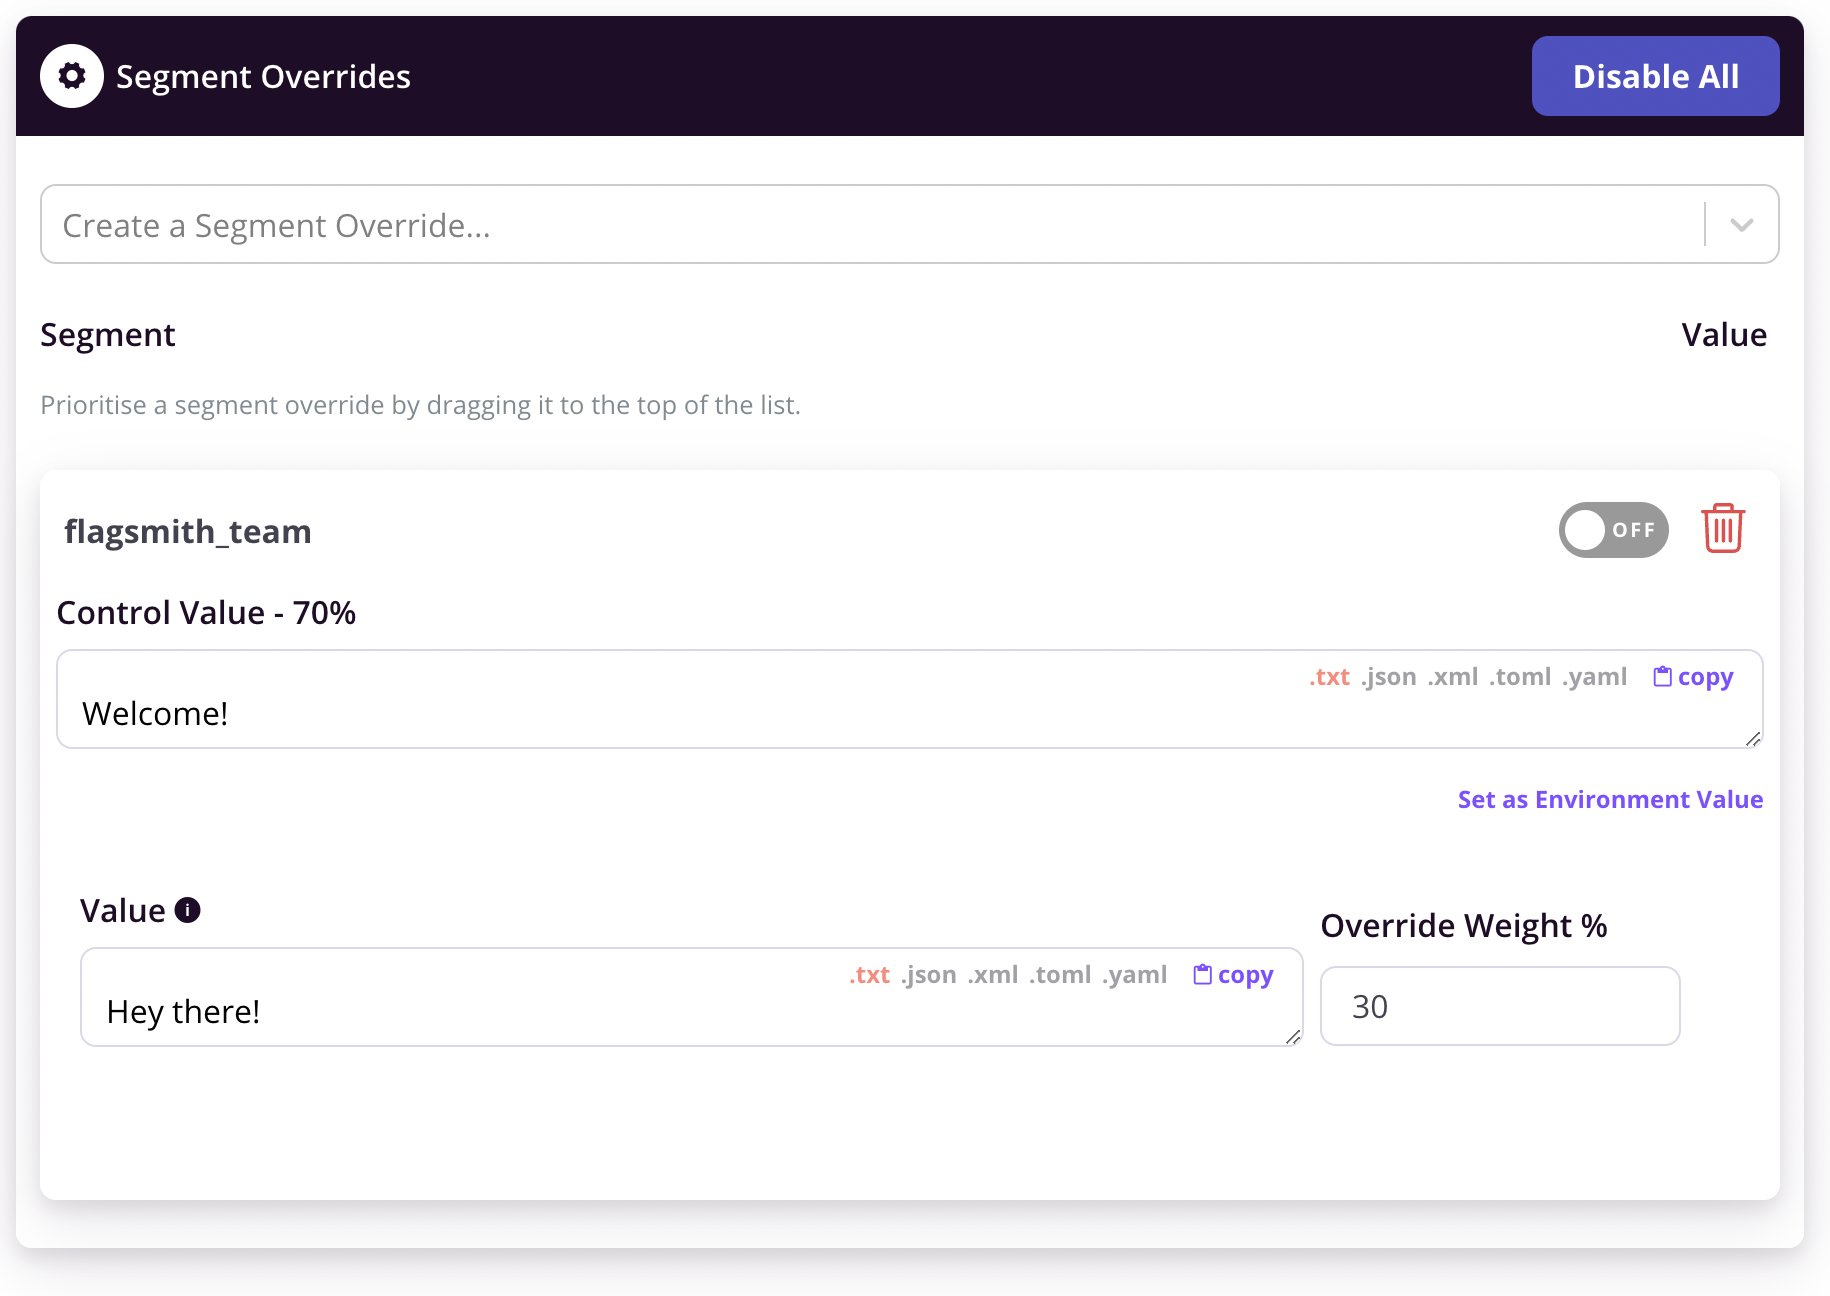 Segment Overrides
Disable All
Create a Segment Override...
Segment
Value
Prioritise a segment override by dragging it to the top of the list.
flagsmith_team
OFF
Control Value - 70%
.txt .json .xml .toml .yaml copy
Welcome!
Set as Environment Value
Value
Override Weight %
.txt .json .xml .toml .yaml copy
Hey there!
30